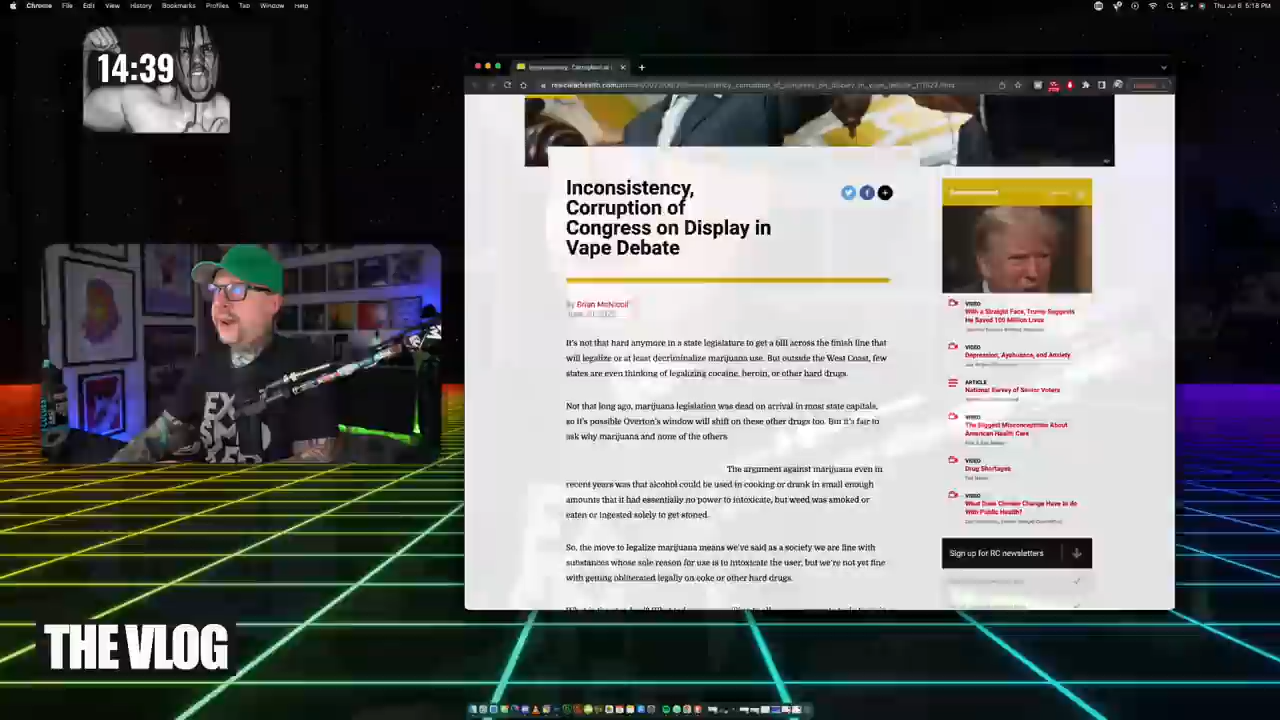 Chrome File Edit View History Bookmarks Profiles Tab Window Help
Thu Jul 6 5:18 PM
14:39
Inconsistency,
Corruption of
Congress on Display in
Vape Debate
by Brian McNicoll
It's not that hard anymore in a state legislature to get a bill across the finish line that
will legalize or at least decriminalize marijuana use. But outside the West Coast, few
states are even thinking of legalizing cocaine, heroin, or other hard drugs.
Not that long ago, marijuana legislation was dead on arrival in most state capitals,
so it's possible Overton's window will shift on these other drugs too. But it's fair to
ask why marijuana and none of the others
The argument against marijuana even in
recent years was that alcohol could be used in cooking or drank in small enough
amounts that it had essentially no power to intoxicate, but weed was smoked or
eaten or ingested solely to get stoned.
So, the move to legalize marijuana means we've said as a society we are fine with
substances whose sole reason for use is to intoxicate the user, but we're not yet fine
with getting obliterated legally on coke or other hard drugs.
VIDEO
With a Straight Face, Trump Suggests
He Saved 100 Million Lives
VIDEO
Depression, Ayahuasca, and Anxiety
ARTICLE
National Survey of Senior Voters
VIDEO
The Biggest Misconception About
American Health Care
VIDEO
Drug Shortages
VIDEO
What Does Climate Change Have to do
With Public Health?
Sign up for RC newsletters
EX
EM
THE VLOG